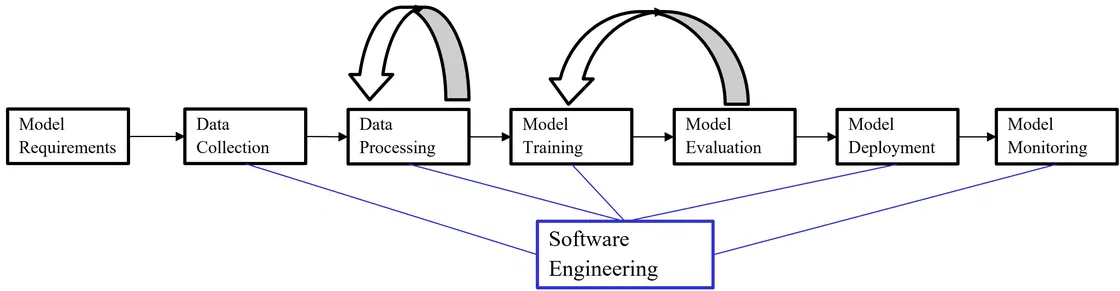 Model
Requirements
Data
Collection
Data
Processing
Model
Training
Model
Evaluation
Model
Deployment
Model
Monitoring
Software
Engineering